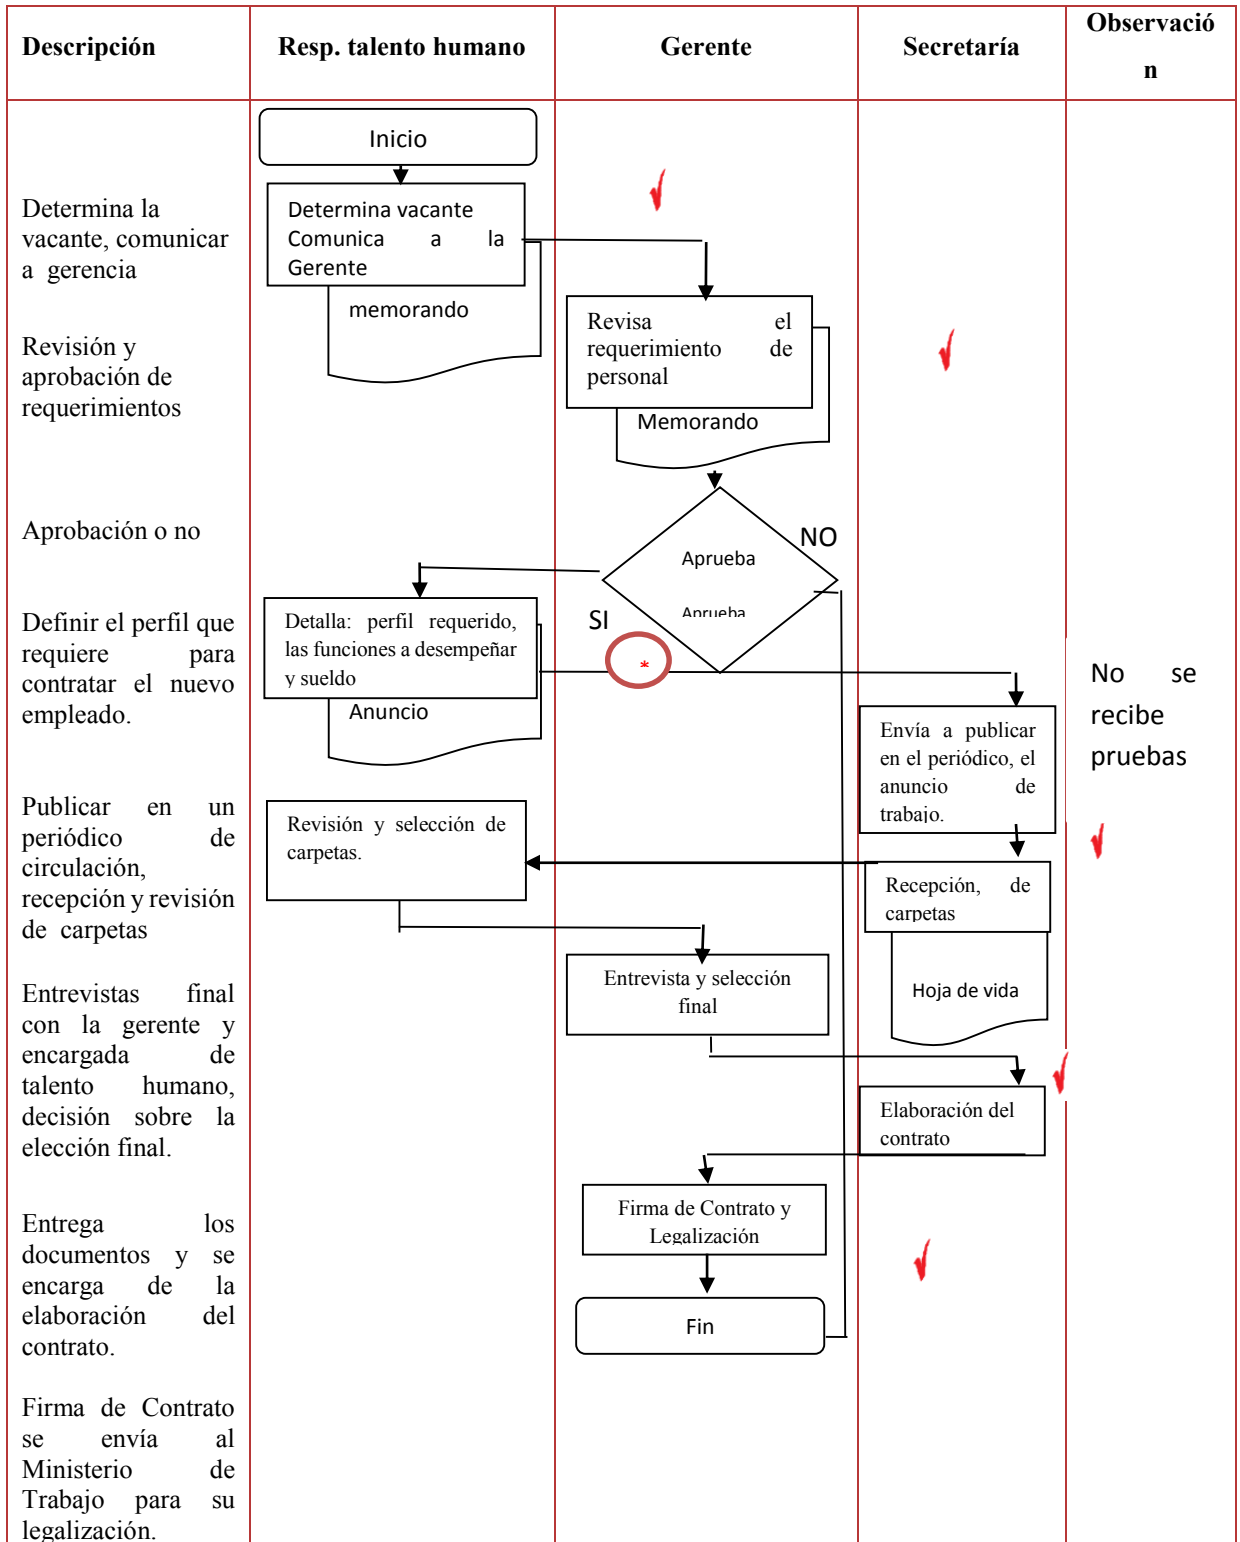 Descripción
Resp. talento humano
Gerente
Secretaría
Observació
n
Determina la
vacante, comunicar
a gerencia
Revisión y
aprobación de
requerimientos
Aprobación o no
Definir el perfil que
requiere para
contratar el nuevo
empleado.
Publicar en un
periódico de
circulación,
recepción y revisión
de carpetas
Entrevistas final
con la gerente y
encargada de
talento humano,
decisión sobre la
elección final.
Entrega los
documentos y se
encarga de la
elaboración del
contrato.
Firma de Contrato
se envía al
Ministerio de
Trabajo para su
legalización.
Inicio
Determina vacante
Comunica a la
Gerente
memorando
Revisa el
requerimiento de
personal
Memorando
Aprueba
Aprueba
NO
SI
*
Detalla: perfil requerido,
las funciones a desempeñar
y sueldo
Anuncio
Envía a publicar
en el periódico, el
anuncio de
trabajo.
No se
recibe
pruebas
Revisión y selección de
carpetas.
Recepción, de
carpetas
Hoja de vida
Entrevista y selección
final
Elaboración del
contrato
Firma de Contrato y
Legalización
Fin